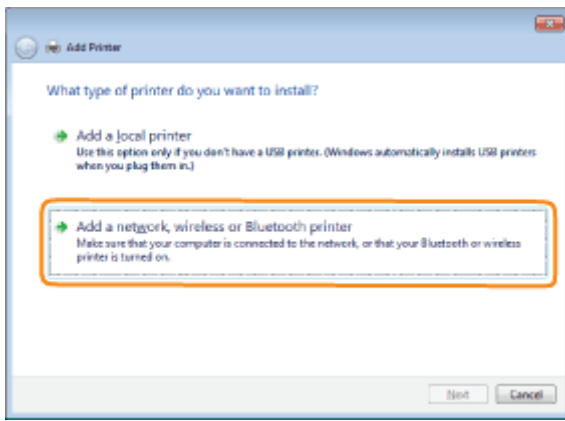 Add Printer
What type of printer do you want to install?
Add a local printer
Use this option only if you don't have a USB printer. (Windows automatically installs USB printers
when you plug them in.)
Add a network, wireless or Bluetooth printer
Make sure that your computer is connected to the network, or that your Bluetooth or wireless
printer is turned on.
Next Cancel